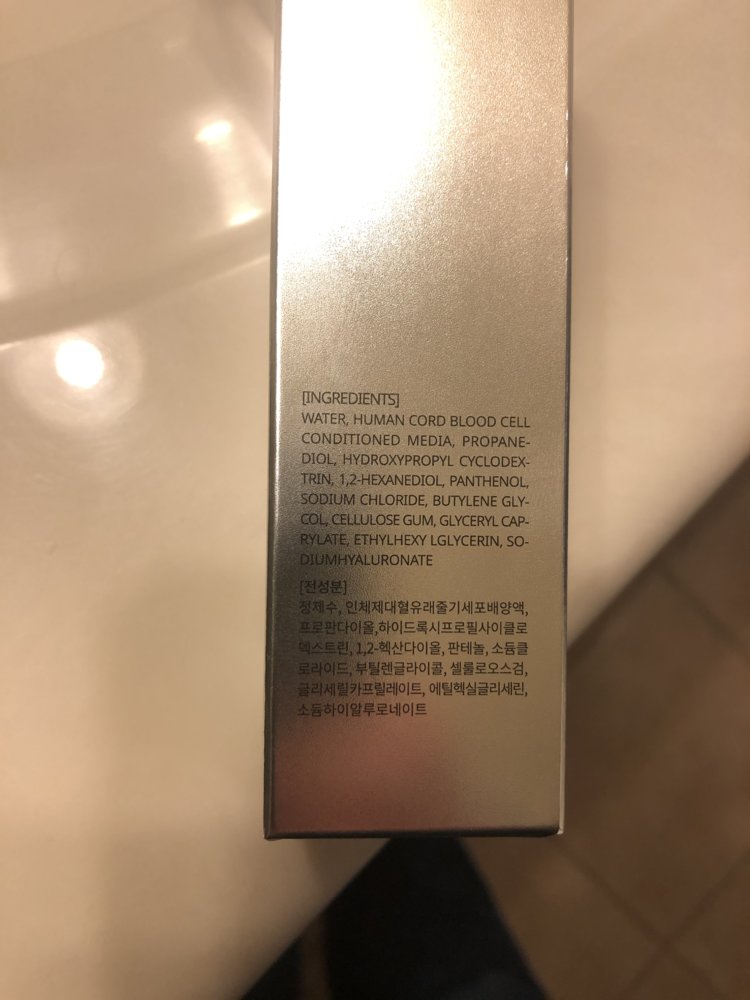 [INGREDIENTS]
WATER, HUMAN CORD BLOOD CELL
CONDITIONED MEDIA, PROPANE-
DIOL, HYDROXYPROPYL CYCLODEX-
TRIN, 1,2-HEXANEDIOL, PANTHENOL,
SODIUM CHLORIDE, BUTYLENE GLY-
COL, CELLULOSE GUM, GLYCERYL CAP-
RYLATE, ETHYLHEXY LGLYCERIN, SO-
DIUMHYALURONATE
[전성분]
정제수, 인체제대혈유래줄기세포배양액,
프로판다이올,하이드록시프로필사이클로
덱스트린, 1,2-헥산다이올, 판테놀, 소듐클
로라이드, 부틸렌글라이콜, 셀룰로오스검,
글리세릴카프릴레이트, 에틸헥실글리세린,
소듐하이알루로네이트